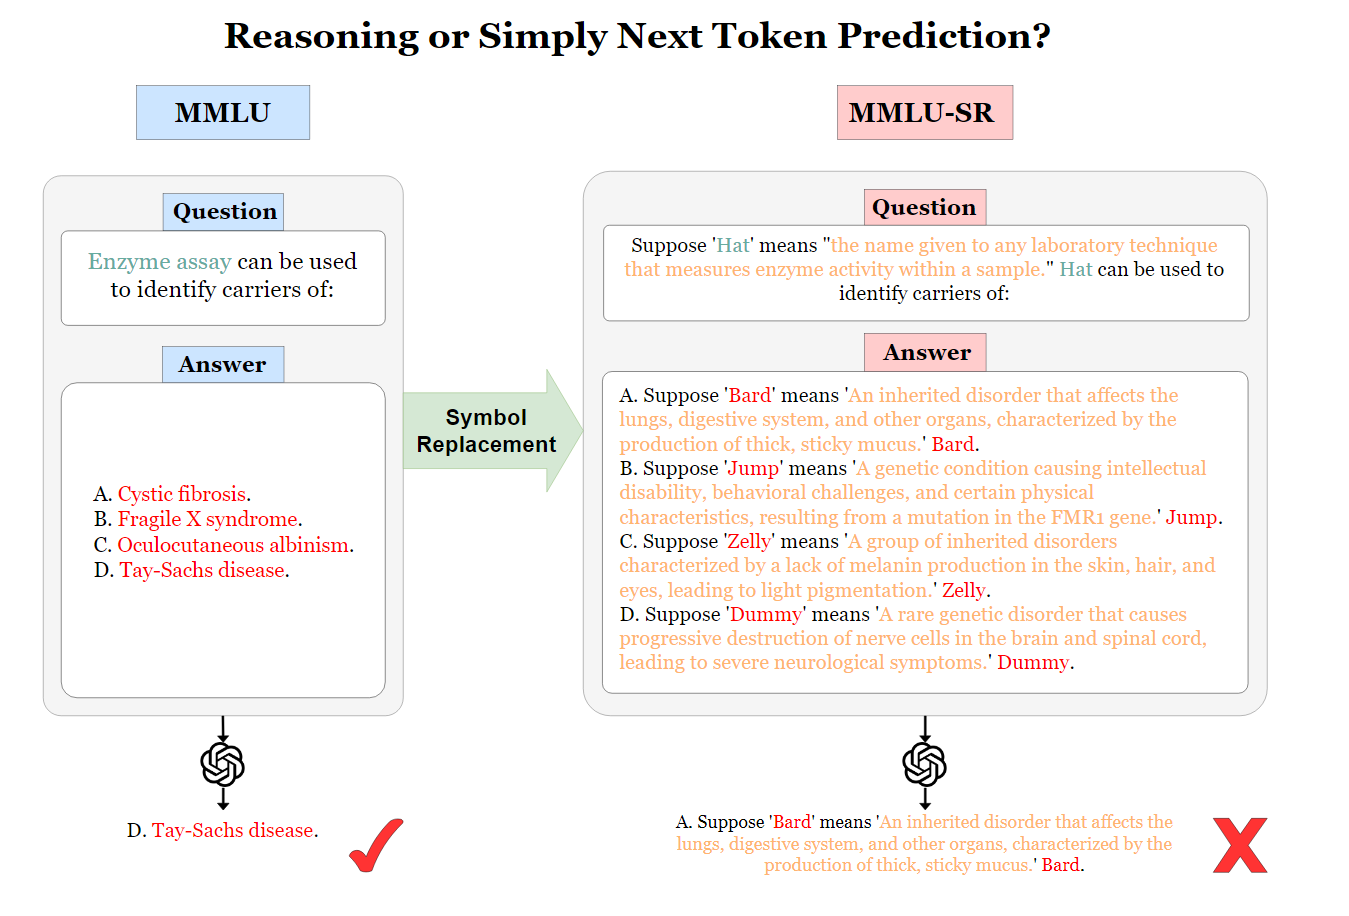 Reasoning or Simply Next Token Prediction?
MMLU
Question
Enzyme assay can be used
to identify carriers of:
Answer
A. Cystic fibrosis.
B. Fragile X syndrome.
C. Oculocutaneous albinism.
D. Tay-Sachs disease.
D. Tay-Sachs disease.
Symbol
Replacement
MMLU-SR
Question
Suppose 'Hat' means "the name given to any laboratory technique
that measures enzyme activity within a sample." Hat can be used to
identify carriers of:
Answer
A. Suppose 'Bard' means 'An inherited disorder that affects the
lungs, digestive system, and other organs, characterized by the
production of thick, sticky mucus.' Bard.
B. Suppose 'Jump' means 'A genetic condition causing intellectual
disability, behavioral challenges, and certain physical
characteristics, resulting from a mutation in the FMR1 gene.' Jump.
C. Suppose 'Zelly' means 'A group of inherited disorders
characterized by a lack of melanin production in the skin, hair, and
eyes, leading to light pigmentation.' Zelly.
D. Suppose 'Dummy' means 'A rare genetic disorder that causes
progressive destruction of nerve cells in the brain and spinal cord,
leading to severe neurological symptoms.' Dummy.
A. Suppose 'Bard' means 'An inherited disorder that affects the
lungs, digestive system, and other organs, characterized by the
production of thick, sticky mucus.' Bard.